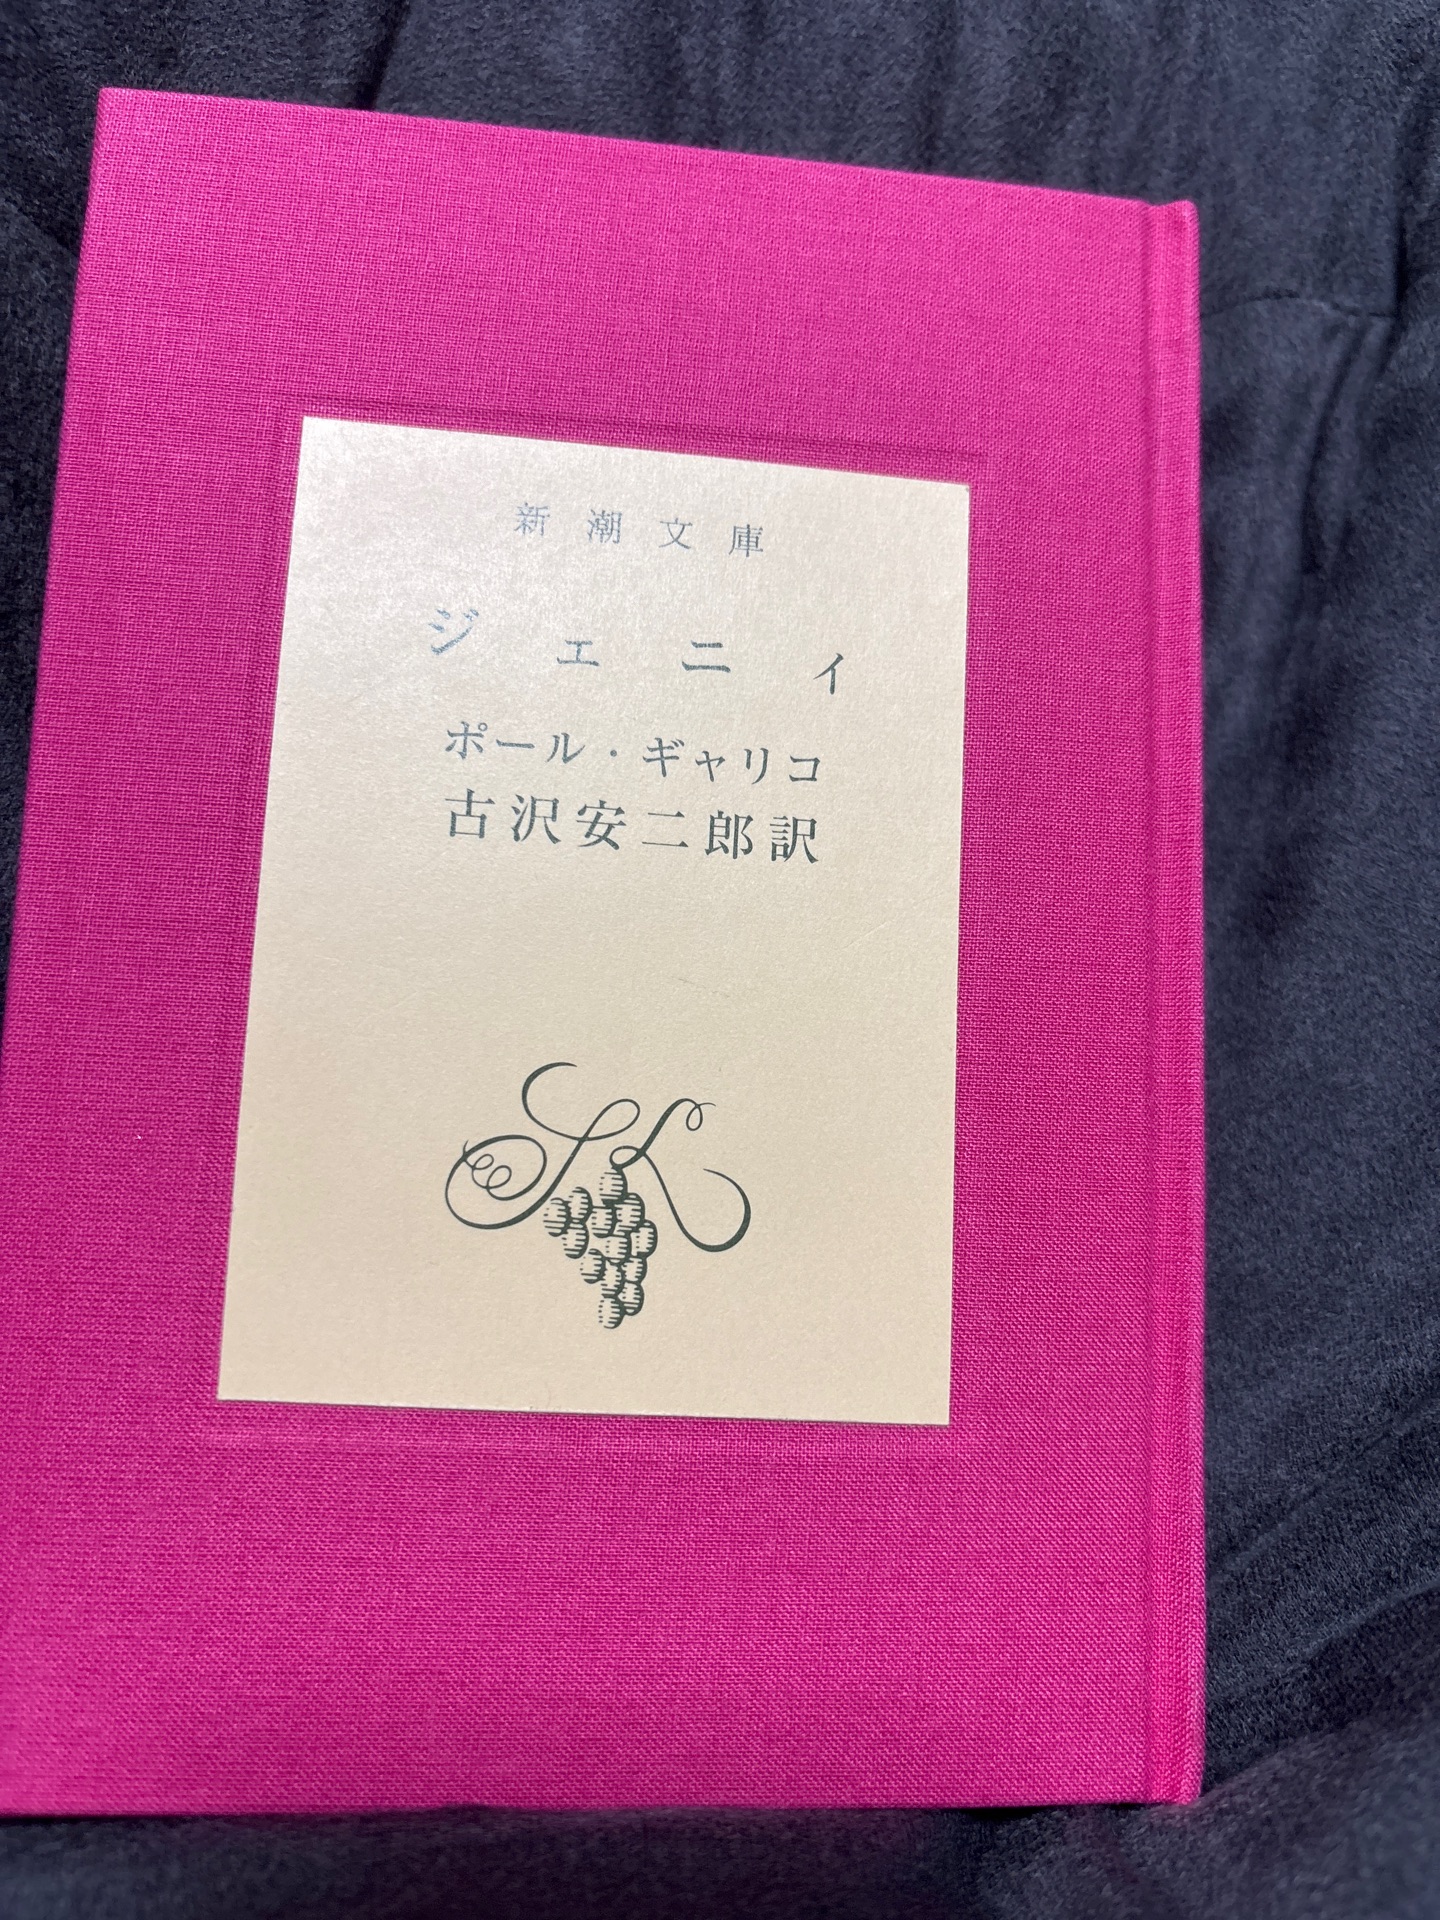 新潮文庫
ジェニィ
ポール・ギャリコ
古沢安二郎訳
SK